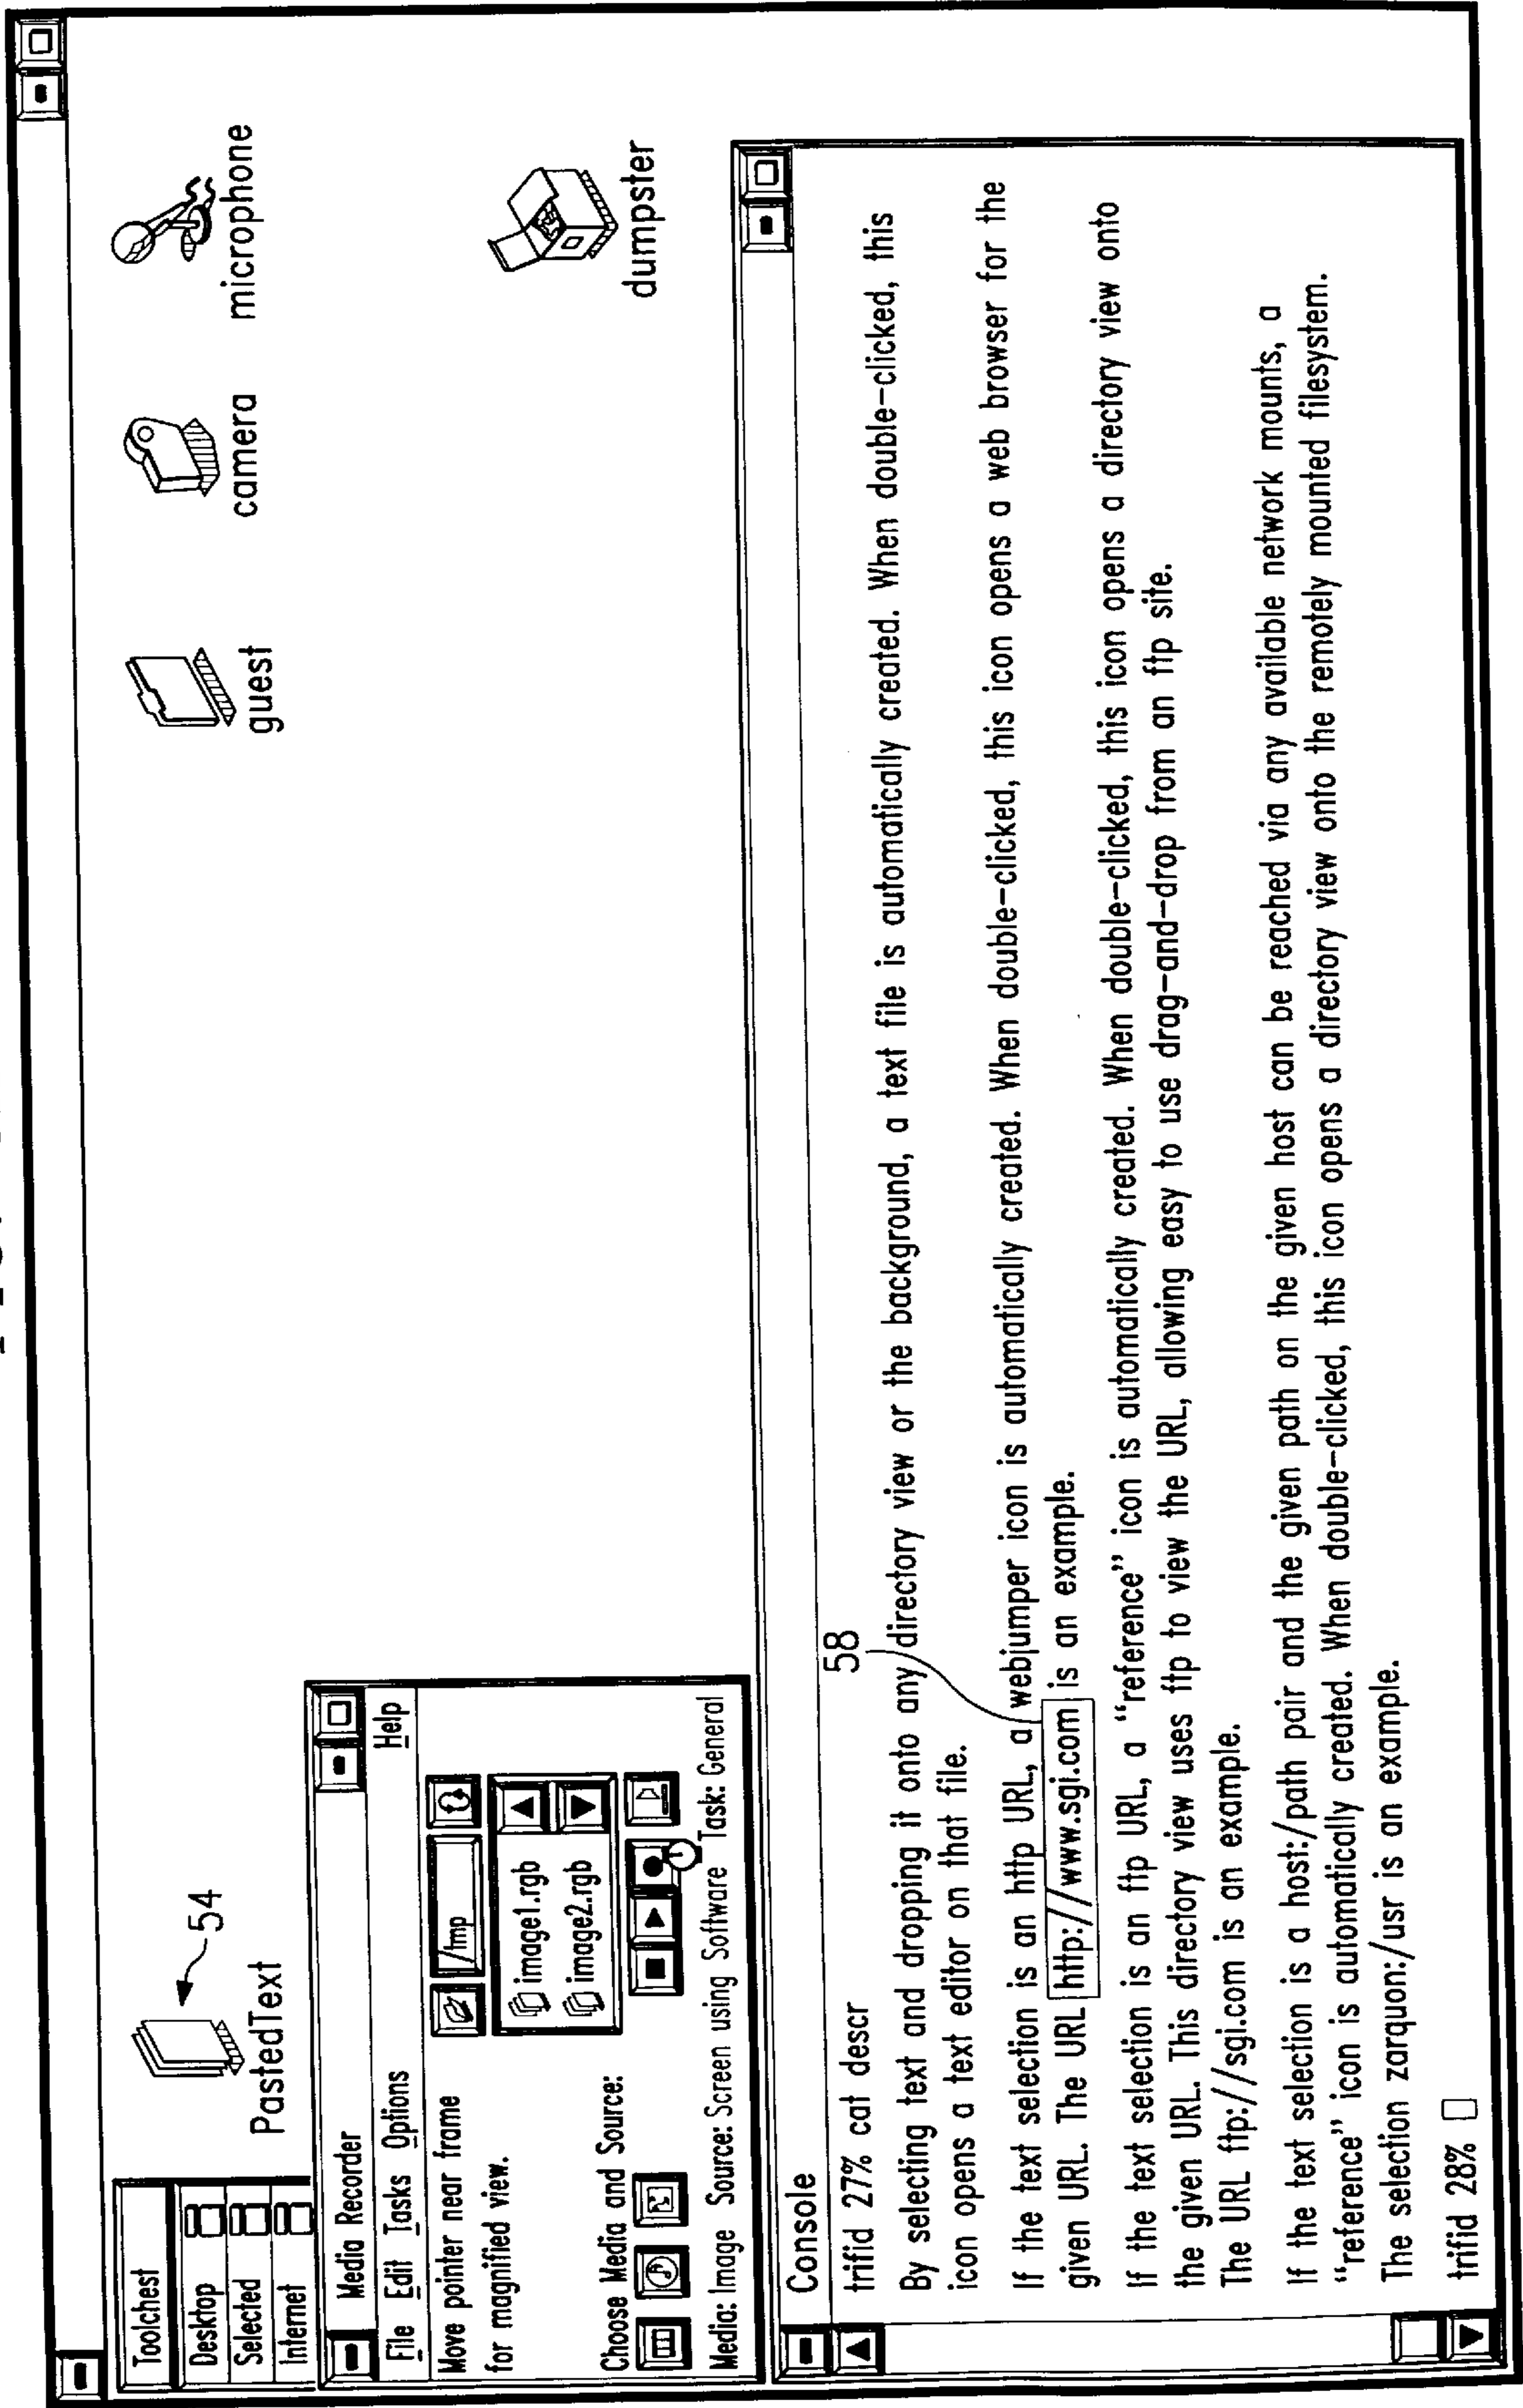 PastedText
54
guest
camera
microphone
dumpster
Toolchest
Desktop
Selected
Internet
Media Recorder
File Edit Tasks Options Help
Move pointer near frame
for magnified view.
/tmp
image1.rgb
image2.rgb
Choose Media and Source:
Media: Image Source: Screen using Software Task: General
Console
58
trifid 27% cat descr
By selecting text and dropping it onto any directory view or the background, a text file is automatically created. When double-clicked, this
icon opens a text editor on that file.
If the text selection is an http URL, a webjumper icon is automatically created. When double-clicked, this icon opens a web browser for the
given URL. The URL http://www.sgi.com is an example.
If the text selection is an ftp URL, a “reference” icon is automatically created. When double-clicked, this icon opens a directory view onto
the given URL. This directory view uses ftp to view the URL, allowing easy to use drag-and-drop from an ftp site.
The URL ftp://sgi.com is an example.
If the text selection is a host:/path pair and the given path on the given host can be reached via any available network mounts, a
“reference” icon is automatically created. When double-clicked, this icon opens a directory view onto the remotely mounted filesystem.
The selection zarquon:/usr is an example.
trifid 28%